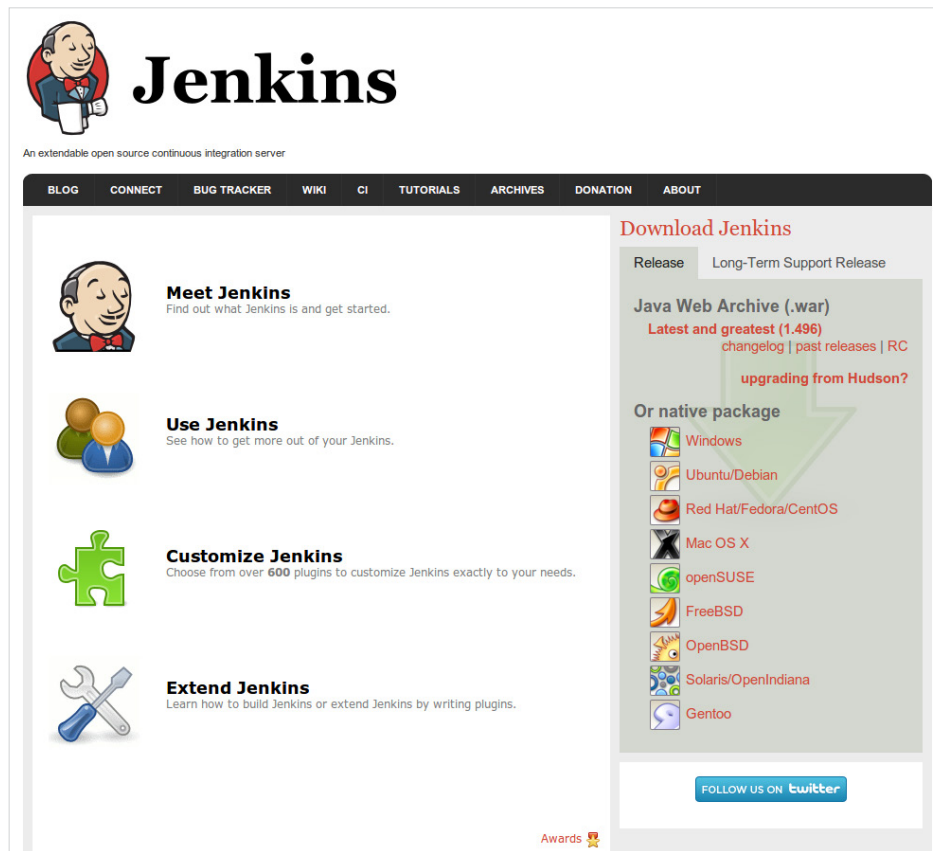 Jenkins
An extendable open source continuous integration server
BLOG CONNECT BUG TRACKER WIKI CI TUTORIALS ARCHIVES DONATION ABOUT
Meet Jenkins
Find out what Jenkins is and get started.
Use Jenkins
See how to get more out of your Jenkins.
Customize Jenkins
Choose from over 600 plugins to customize Jenkins exactly to your needs.
Extend Jenkins
Learn how to build Jenkins or extend Jenkins by writing plugins.
Awards
Download Jenkins
Release Long-Term Support Release
Java Web Archive (.war)
Latest and greatest (1.496)
changelog | past releases | RC
upgrading from Hudson?
Or native package
Windows
Ubuntu/Debian
Red Hat/Fedora/CentOS
Mac OS X
openSUSE
FreeBSD
OpenBSD
Solaris/OpenIndiana
Gentoo
FOLLOW US ON twitter